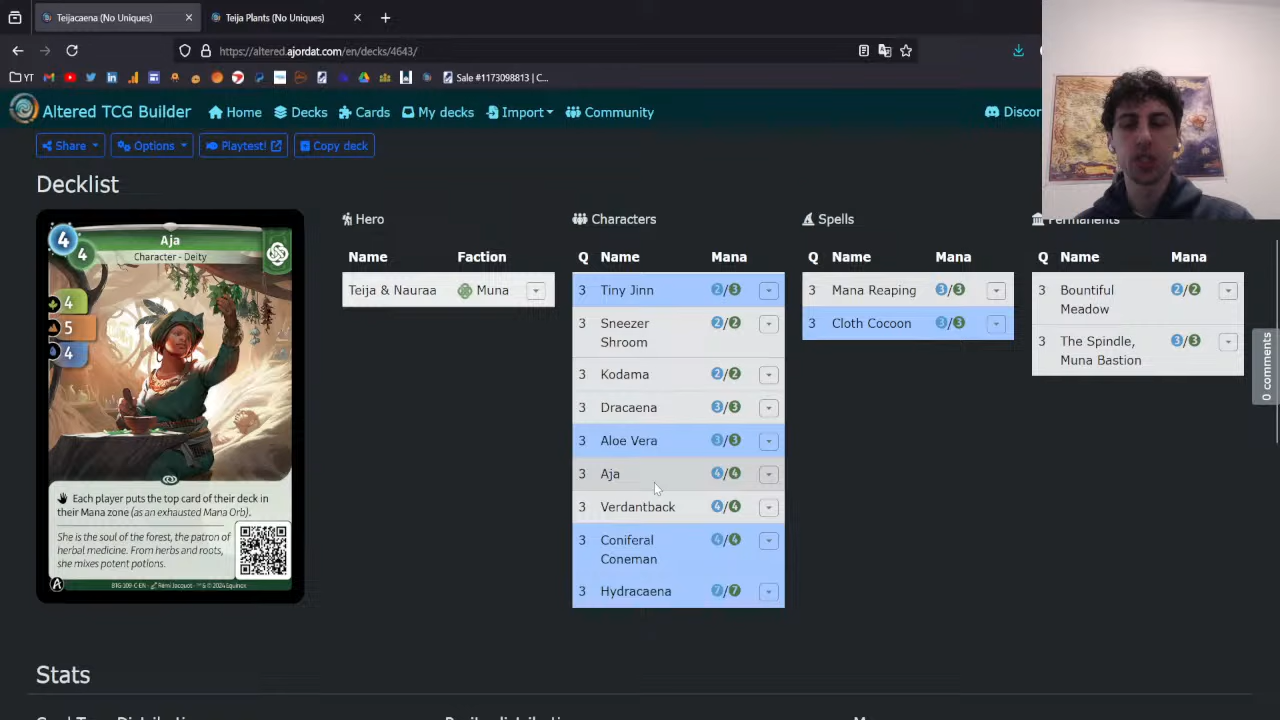 Teijacaena (No Uniques)
Teija Plants (No Uniques)
https://altered.ajordat.com/en/decks/4643/
YT
Sale #1173098813 | C...
Altered TCG Builder
Home
Decks
Cards
My decks
Import
Community
Discor
Share
Options
Playtest!
Copy deck
Decklist
4
4
Aja
Character - Deity
4
5
4
Each player puts the top card of their deck in
their Mana zone (as an exhausted Mana Orb).
She is the soul of the forest, the patron of
herbal medicine. From herbs and roots,
she mixes potent potions.
Hero
Name Faction
Teija & Nauraa Muna
Characters
Q Name Mana
3 Tiny Jinn 2/3
3 Sneezer
Shroom 2/2
3 Kodama 2/2
3 Dracaena 3/3
3 Aloe Vera 3/3
3 Aja 4/4
3 Verdantback 4/4
3 Coniferal
Coneman 4/4
3 Hydracaena 7/7
Spells
Q Name Mana
3 Mana Reaping 3/3
3 Cloth Cocoon 3/3
Permanents
Q Name Mana
3 Bountiful
Meadow 2/2
3 The Spindle,
Muna Bastion 3/3
0 comments
Stats